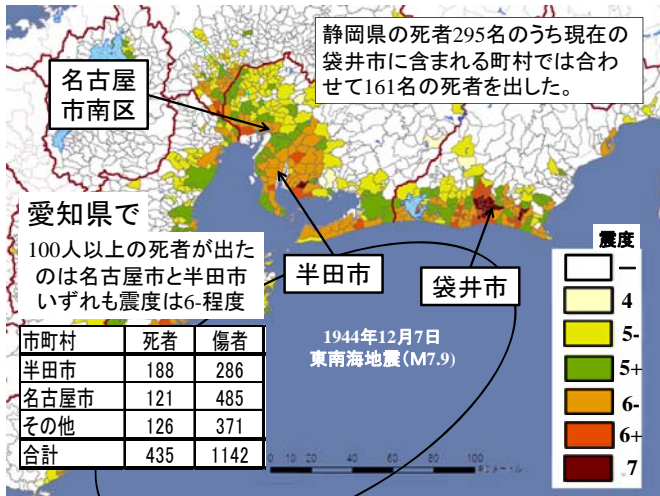 静岡県の死者295名のうち現在の
袋井市に含まれる町村では合わ
せて161名の死者を出した。
名古屋
市南区
愛知県で
100人以上の死者が出た
のは名古屋市と半田市
いずれも震度は6-程度
半田市
袋井市
市町村 死者 傷者
半田市 188 286
名古屋市 121 485
その他 126 371
合計 435 1142
1944年12月7日
東南海地震(M7.9)
震度
―
4
5-
5+
6-
6+
7
0 10 20 40 60 80 100
キロメートル